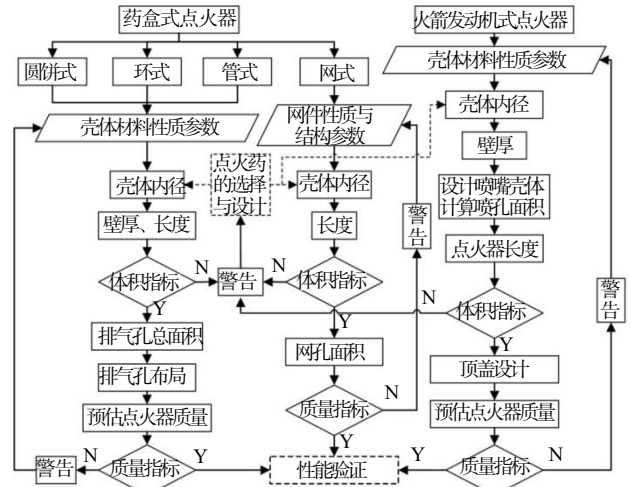 药盒式点火器
火箭发动机式点火器
圆饼式
环式
管式
网式
壳体材料性质参数
壳体材料性质参数
网件性质与
结构参数
壳体内径
壁厚
点火药
的选择
与设计
壳体内径
壳体内径
设计喷嘴壳体
计算喷孔面积
壁厚、长度
长度
警告
点火器长度
体积指标
N
警告
N
体积指标
N
体积指标
警告
Y
Y
Y
排气孔总面积
网孔面积
顶盖设计
排气孔布局
质量指标
N
预估点火器质量
预估点火器质量
Y
警告
N
质量指标
Y
性能验证
Y
质量指标
N